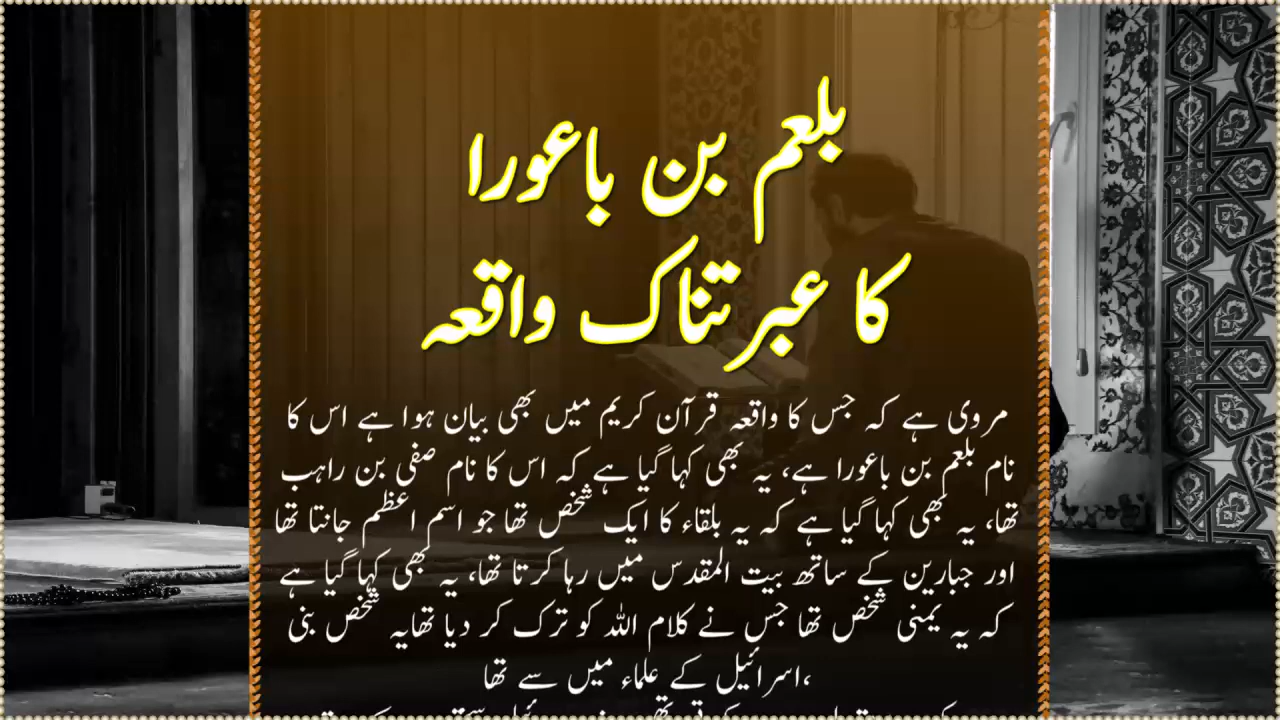 بلعم بن باعورا
کا عبرتناک واقعہ
مروی ہے کہ جس کا واقعہ قرآن کریم میں بھی بیان ہوا ہے اس کا
نام بلعم بن باعورا ہے، یہ بھی کہا گیا ہے کہ اس کا نام صفی بن راہب
تھا، یہ بھی کہا گیا ہے کہ یہ بلقاء کا ایک شخص تھا جو اسم اعظم جانتا تھا
اور جبارین کے ساتھ بیت المقدس میں رہا کرتا تھا، یہ بھی کہا گیا ہے
کہ یہ یمنی شخص تھا جس نے کلام اللہ کو ترک کر دیا تھایہ شخص بنی
،اسرائیل کے علماء میں سے تھا